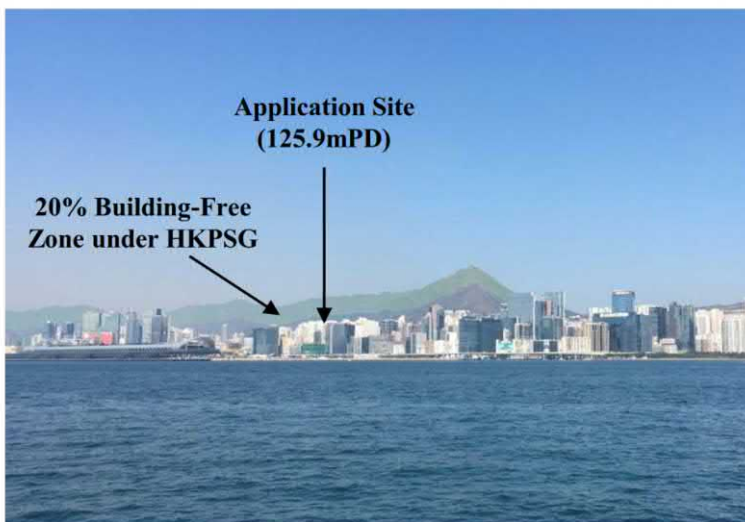 Application Site
(125.9mPD)
20% Building-Free
Zone under HKPSG